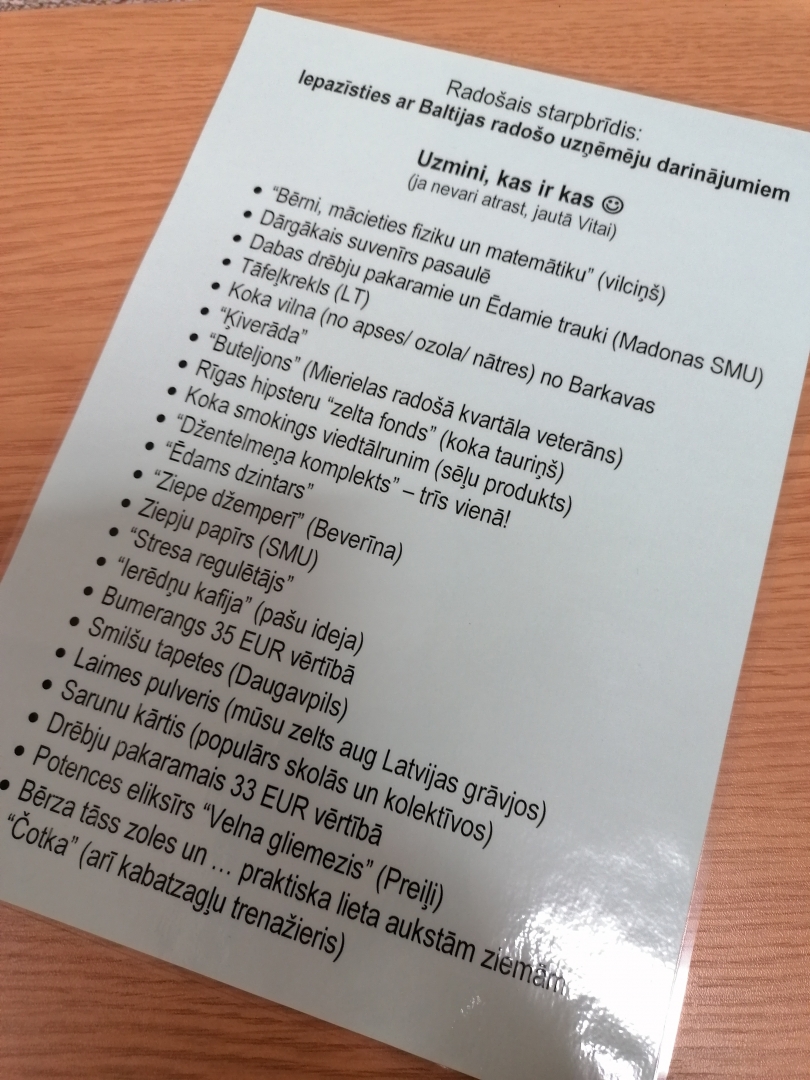 Radošais starpbrīdis:
Iepazīsties ar Baltijas radošo uzņēmēju darinājumiem
Uzmini, kas ir kas ☺
(ja nevari atrast, jautā Vitai)
• “Bērni, mācieties fiziku un matemātiku” (vilciņš)
• Dārgākais suvenīrs pasaulē
• Dabas drēbju pakaramie un Ēdamie trauki (Madonas SMU)
• Tāfeļkrekls (LT)
• Koka vilna (no apses/ ozola/ nātres) no Barkavas
• “Ķiverāda”
• “Buteljons” (Mierielas radošā kvartāla veterāns)
• Rīgas hipsteru “zelta fonds” (koka tauriņš)
• Koka smokings viedtālrunim (sēļu produkts)
• “Džentelmeņa komplekts” – trīs vienā!
• “Ēdams dzintars”
• “Ziepe džemperī” (Beverīna)
• Ziepju papīrs (SMU)
• “Stresa regulētājs”
• “Ierēdņu kafija” (pašu ideja)
• Bumerangs 35 EUR vērtībā
• Smilšu tapetes (Daugavpils)
• Laimes pulveris (mūsu zelts aug Latvijas grāvjos)
• Sarunu kārtis (populārs skolās un kolektīvos)
• Drēbju pakaramais 33 EUR vērtībā
• Potences eliksīrs “Velna gliemezis” (Preiļi)
• Bērza tāss zoles un … praktiska lieta aukstām ziemām
“Čotka” (arī kabatzagļu trenažieris)